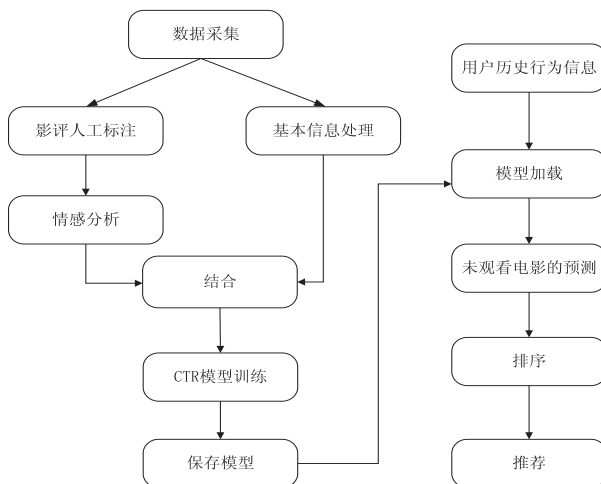 数据采集
影评人工标注
基本信息处理
情感分析
结合
CTR模型训练
保存模型
用户历史行为信息
模型加载
未观看电影的预测
排序
推荐